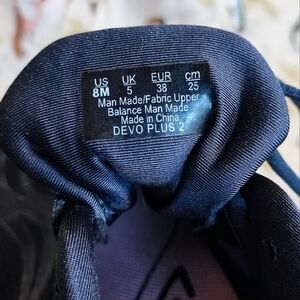 US UK EUR cm
8M 5 38 25
Man Made/Fabric Upper
Balance Man Made
Made in China
DEVO PLUS 2